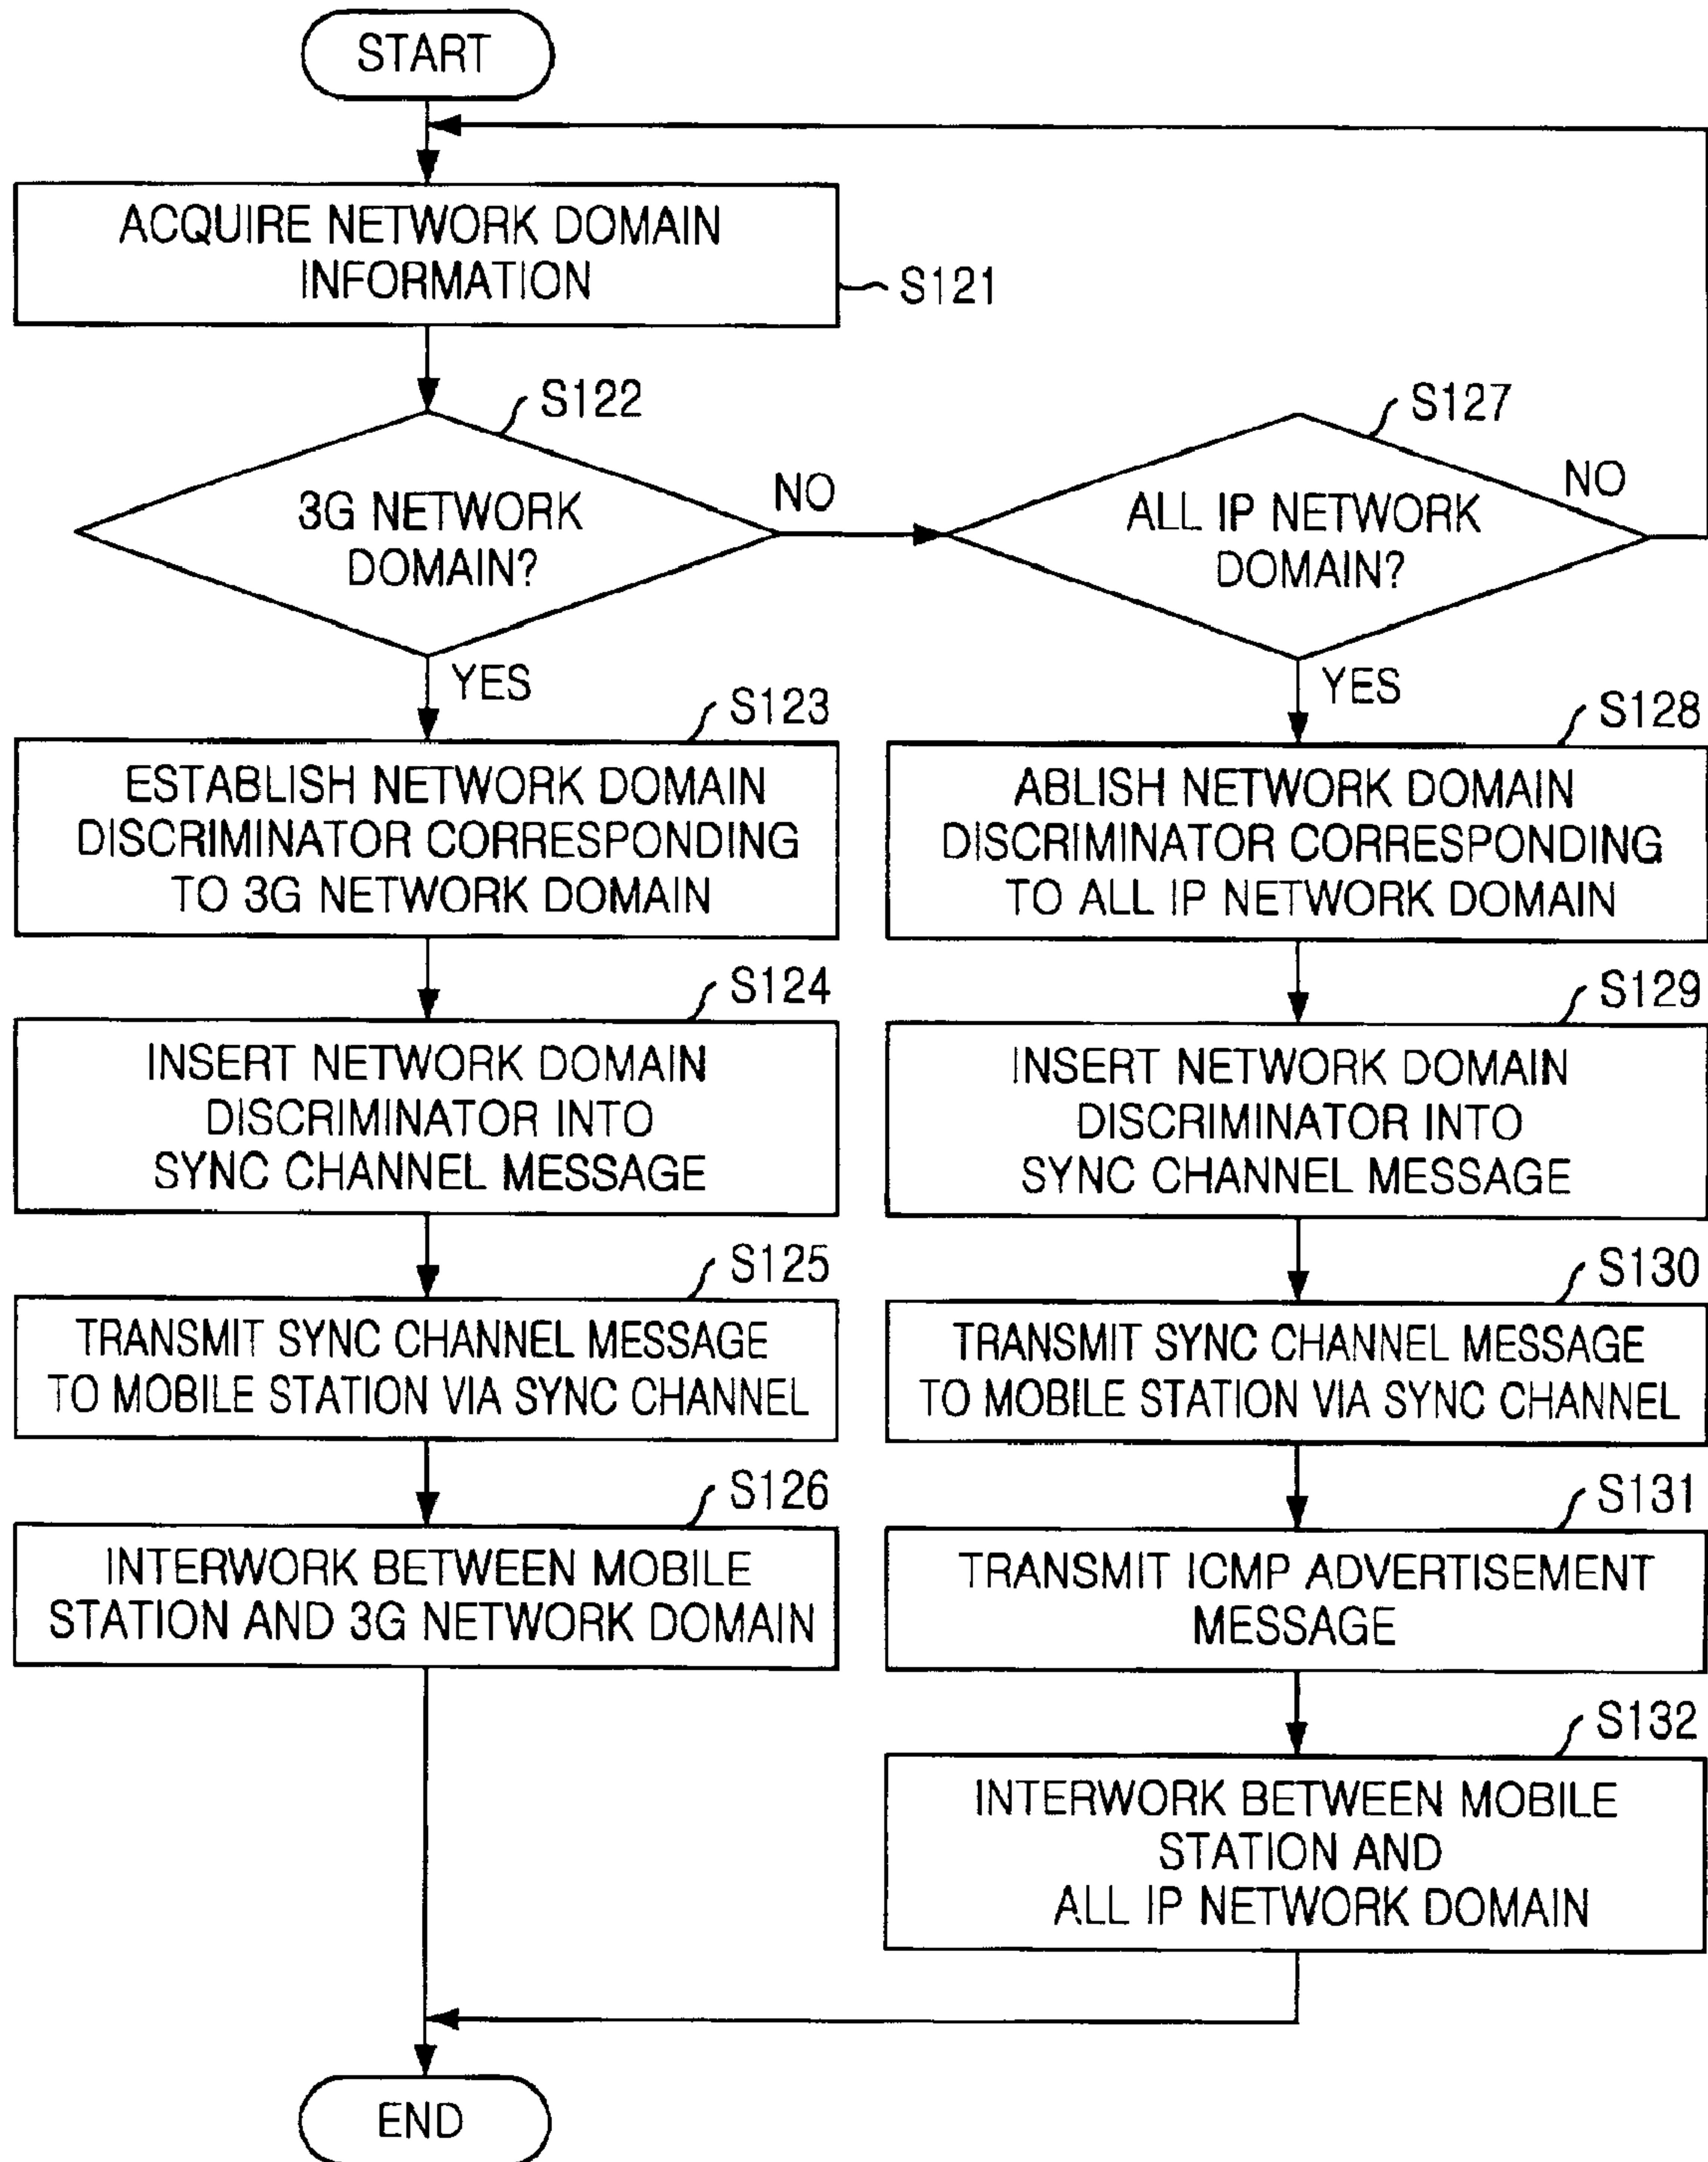 START
ACQUIRE NETWORK DOMAIN
INFORMATION
S121
S122
3G NETWORK
DOMAIN?
NO
YES
S127
ALL IP NETWORK
DOMAIN?
NO
YES
S123
ESTABLISH NETWORK DOMAIN
DISCRIMINATOR CORRESPONDING
TO 3G NETWORK DOMAIN
S124
INSERT NETWORK DOMAIN
DISCRIMINATOR INTO
SYNC CHANNEL MESSAGE
S125
TRANSMIT SYNC CHANNEL MESSAGE
TO MOBILE STATION VIA SYNC CHANNEL
S126
INTERWORK BETWEEN MOBILE
STATION AND 3G NETWORK DOMAIN
S128
ABLISH NETWORK DOMAIN
DISCRIMINATOR CORRESPONDING
TO ALL IP NETWORK DOMAIN
S129
INSERT NETWORK DOMAIN
DISCRIMINATOR INTO
SYNC CHANNEL MESSAGE
S130
TRANSMIT SYNC CHANNEL MESSAGE
TO MOBILE STATION VIA SYNC CHANNEL
S131
TRANSMIT ICMP ADVERTISEMENT
MESSAGE
S132
INTERWORK BETWEEN MOBILE
STATION AND
ALL IP NETWORK DOMAIN
END